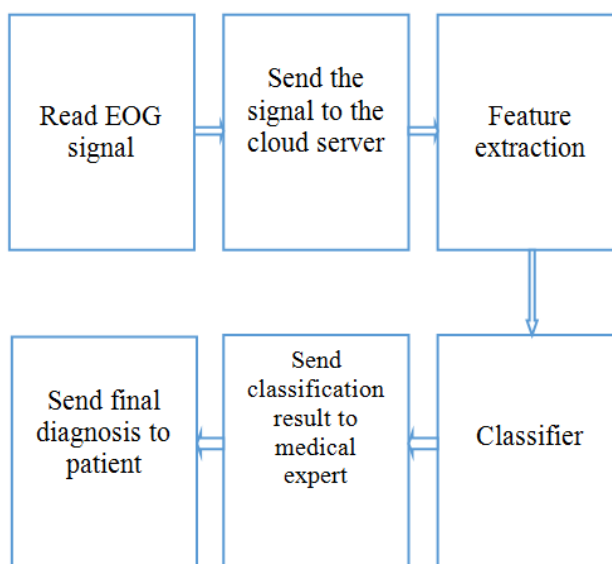 Read EOG
signal
Send the
signal to the
cloud server
Feature
extraction
Classifier
Send
classification
result to
medical
expert
Send final
diagnosis to
patient